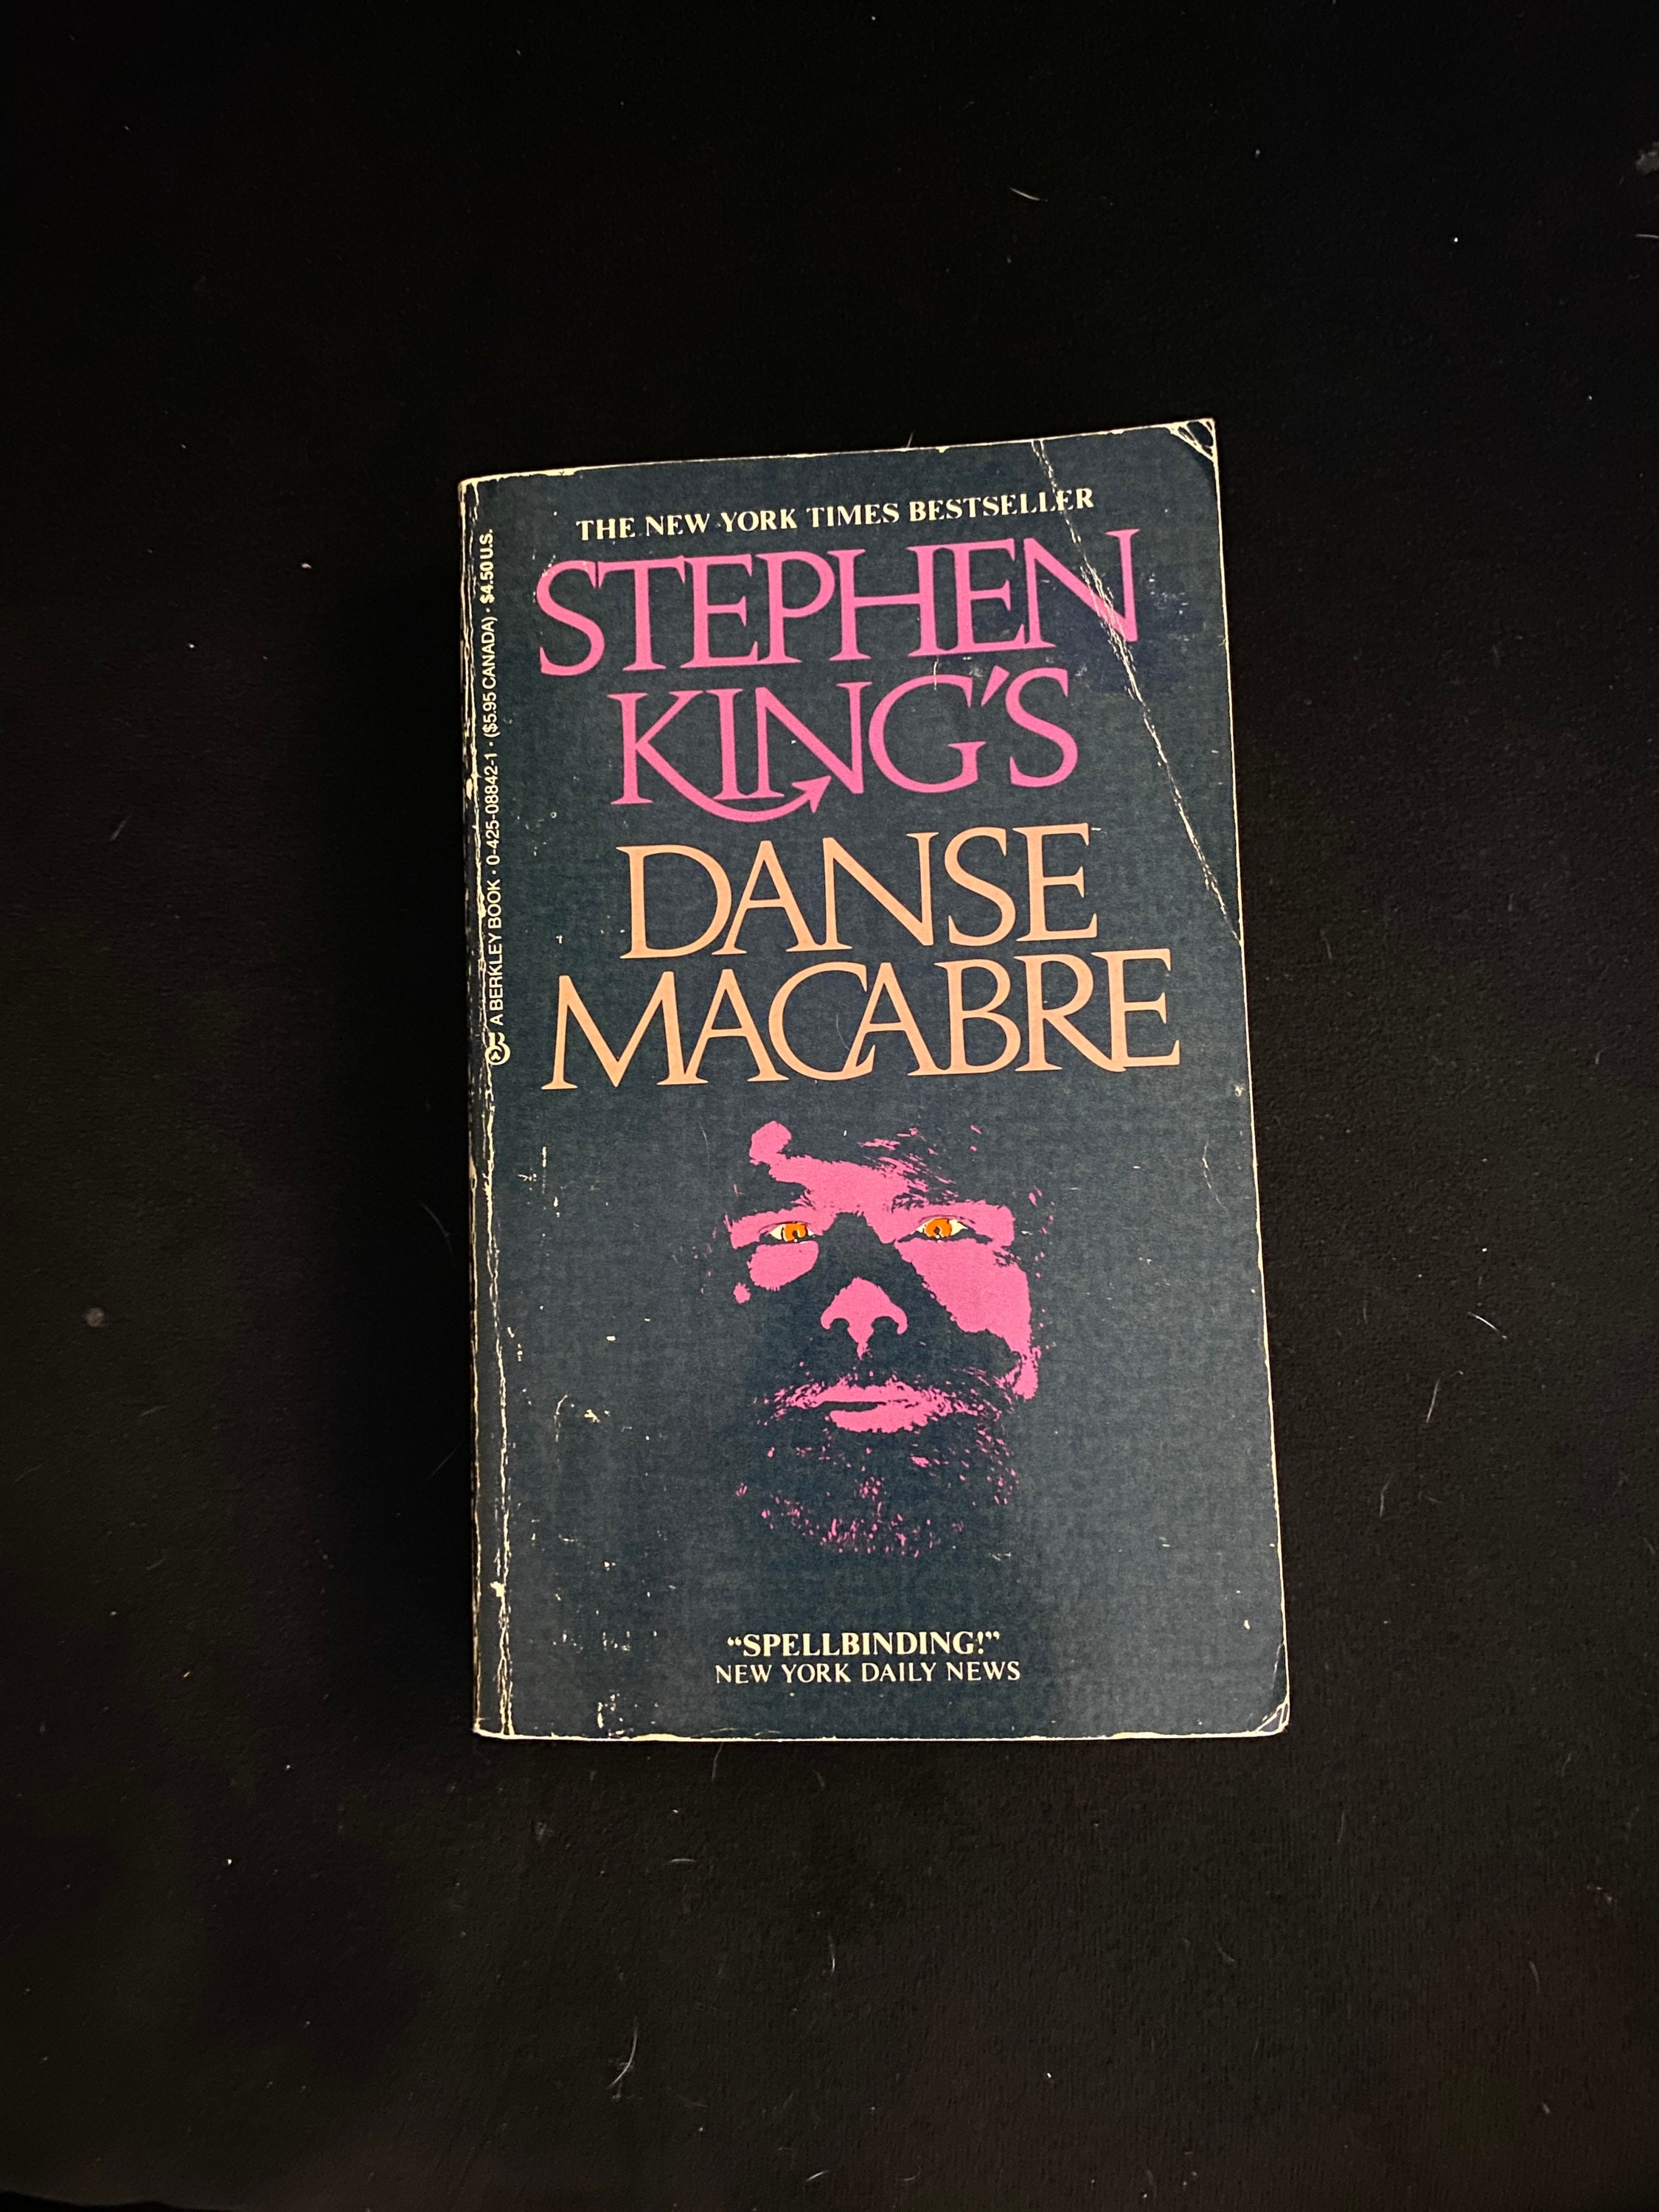 THE NEW YORK TIMES BESTSELLER
STEPHEN
KING'S
DANSE
MACABRE
“SPELLBINDING!”
NEW YORK DAILY NEWS
A BERKLEY BOOK • 0-425-08842-1 • ($5.95 CANADA) • $4.50 U.S.